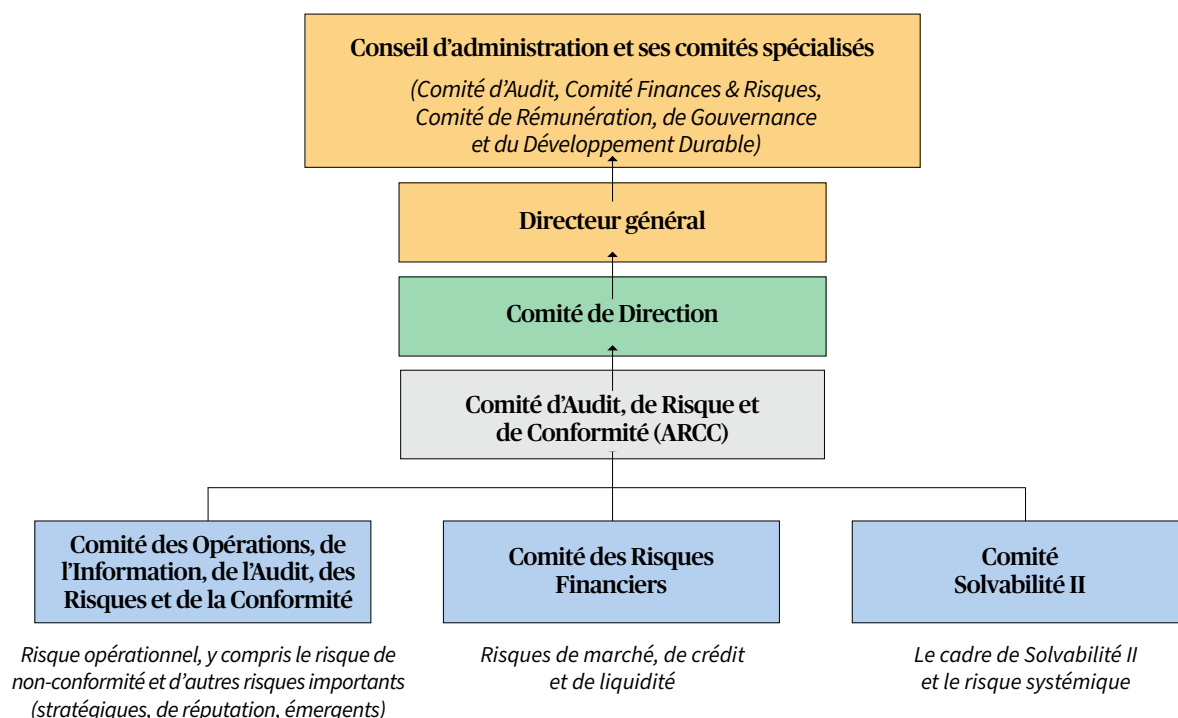 Conseil d’administration et ses comités spécialisés
(Comité d’Audit, Comité Finances & Risques,
Comité de Rémunération, de Gouvernance
et du Développement Durable)
Directeur général
Comité de Direction
Comité d’Audit, de Risque et
de Conformité (ARCC)
Comité des Opérations, de
l’Information, de l’Audit, des
Risques et de la Conformité
Risque opérationnel, y compris le risque de
non-conformité et d’autres risques importants
(stratégiques, de réputation, émergents)
Comité des Risques
Financiers
Risques de marché, de crédit
et de liquidité
Comité
Solvabilité II
Le cadre de Solvabilité II
et le risque systémique